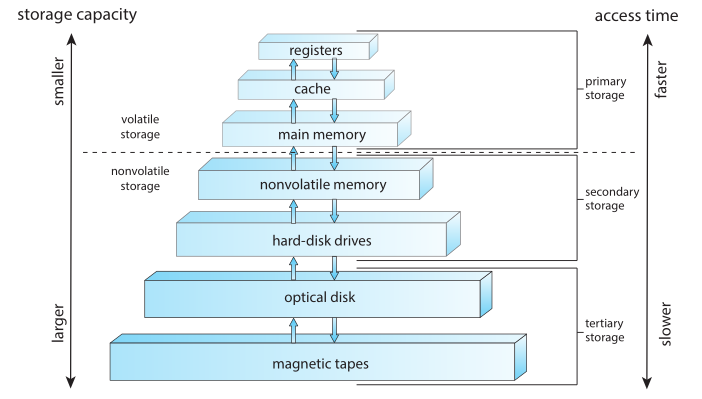 storage capacity
access time
smaller
faster
registers
cache
primary
storage
main memory
volatile
storage
nonvolatile
storage
nonvolatile memory
secondary
storage
hard-disk drives
optical disk
larger
slower
tertiary
storage
magnetic tapes